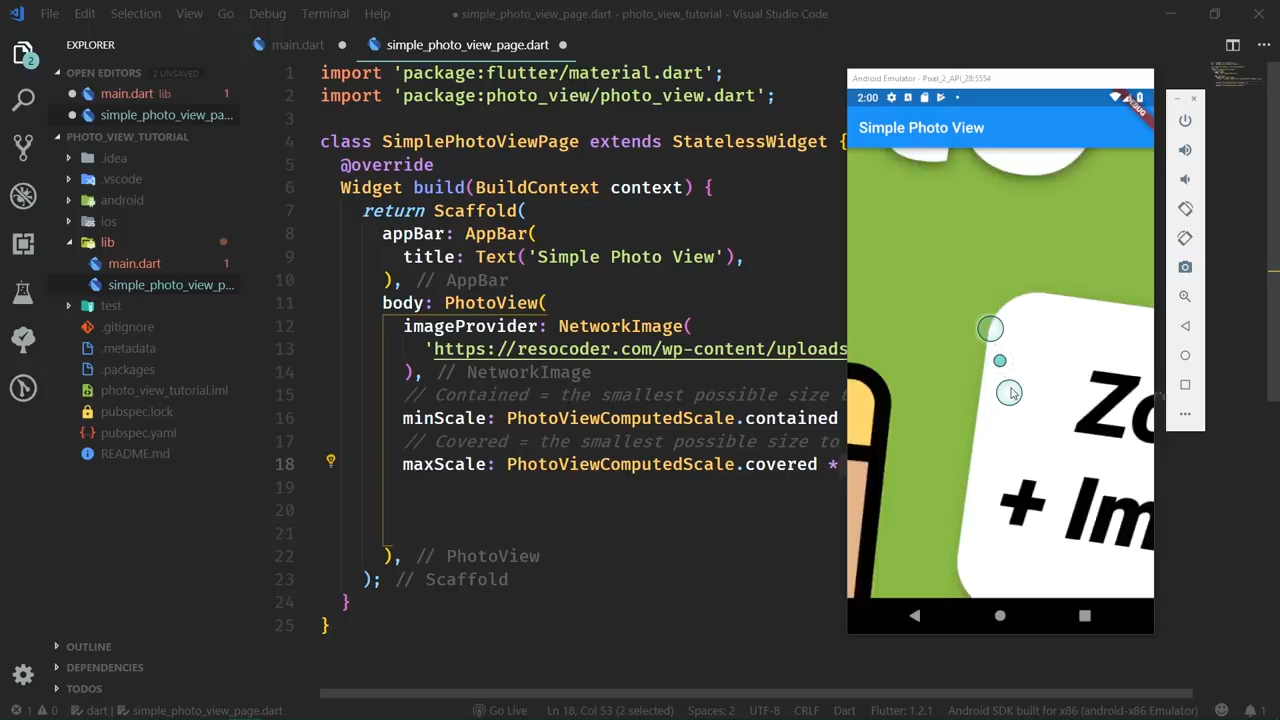 File Edit Selection View Go Debug Terminal Help
● simple_photo_view_page.dart - photo_view_tutorial - Visual Studio Code
EXPLORER
main.dart
simple_photo_view_page.dart
OPEN EDITORS 2 UNSAVED
main.dart lib 1
simple_photo_view_pa...
PHOTO_VIEW_TUTORIAL
.idea
.vscode
android
ios
lib
main.dart 1
simple_photo_view_p...
test
.gitignore
.metadata
.packages
photo_view_tutorial.iml
pubspec.lock
pubspec.yaml
README.md
OUTLINE
DEPENDENCIES
TODOS
1 import 'package:flutter/material.dart';
2 import 'package:photo_view/photo_view.dart';
3
4 class SimplePhotoViewPage extends StatelessWidget {
5 @override
6 Widget build(BuildContext context) {
7 return Scaffold(
8 appBar: AppBar(
9 title: Text('Simple Photo View'),
10 ), // AppBar
11 body: PhotoView(
12 imageProvider: NetworkImage(
13 'https://resocoder.com/wp-content/uploads
14 ), // NetworkImage
15 // Contained = the smallest possible size t
16 minScale: PhotoViewComputedScale.contained
17 // Covered = the smallest possible size to
18 maxScale: PhotoViewComputedScale.covered *
19
20
21
22 ), // PhotoView
23 ); // Scaffold
24 }
25 }
Android Emulator - Pixel_2_API_28:5554
2:00
DEBUG
Simple Photo View
Zo
+ Im
1 0 dart | simple_photo_view_page.dart
Go Live Ln 18, Col 53 (2 selected) Spaces: 2 UTF-8 CRLF Dart Flutter: 1.2.1 Android SDK built for x86 (android-x86 Emulator) 1